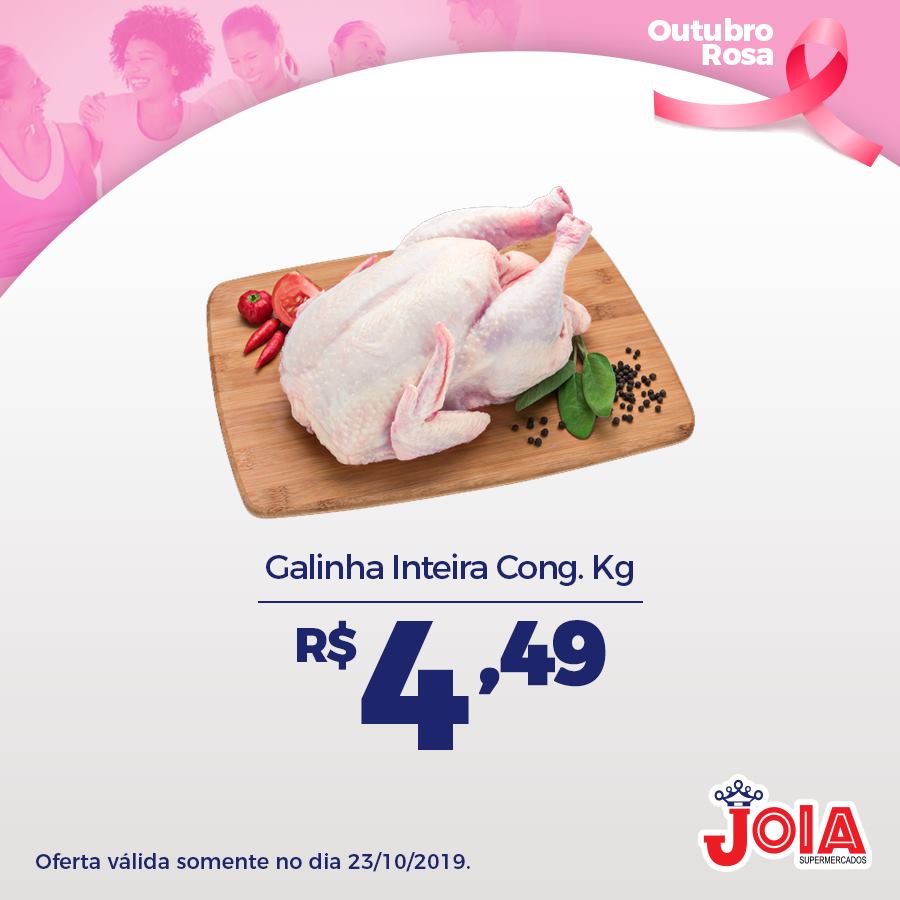 Outubro
Rosa
Galinha Inteira Cong. Kg
R$ 4,49
Oferta válida somente no dia 23/10/2019.
JOIA
SUPERMERCADOS